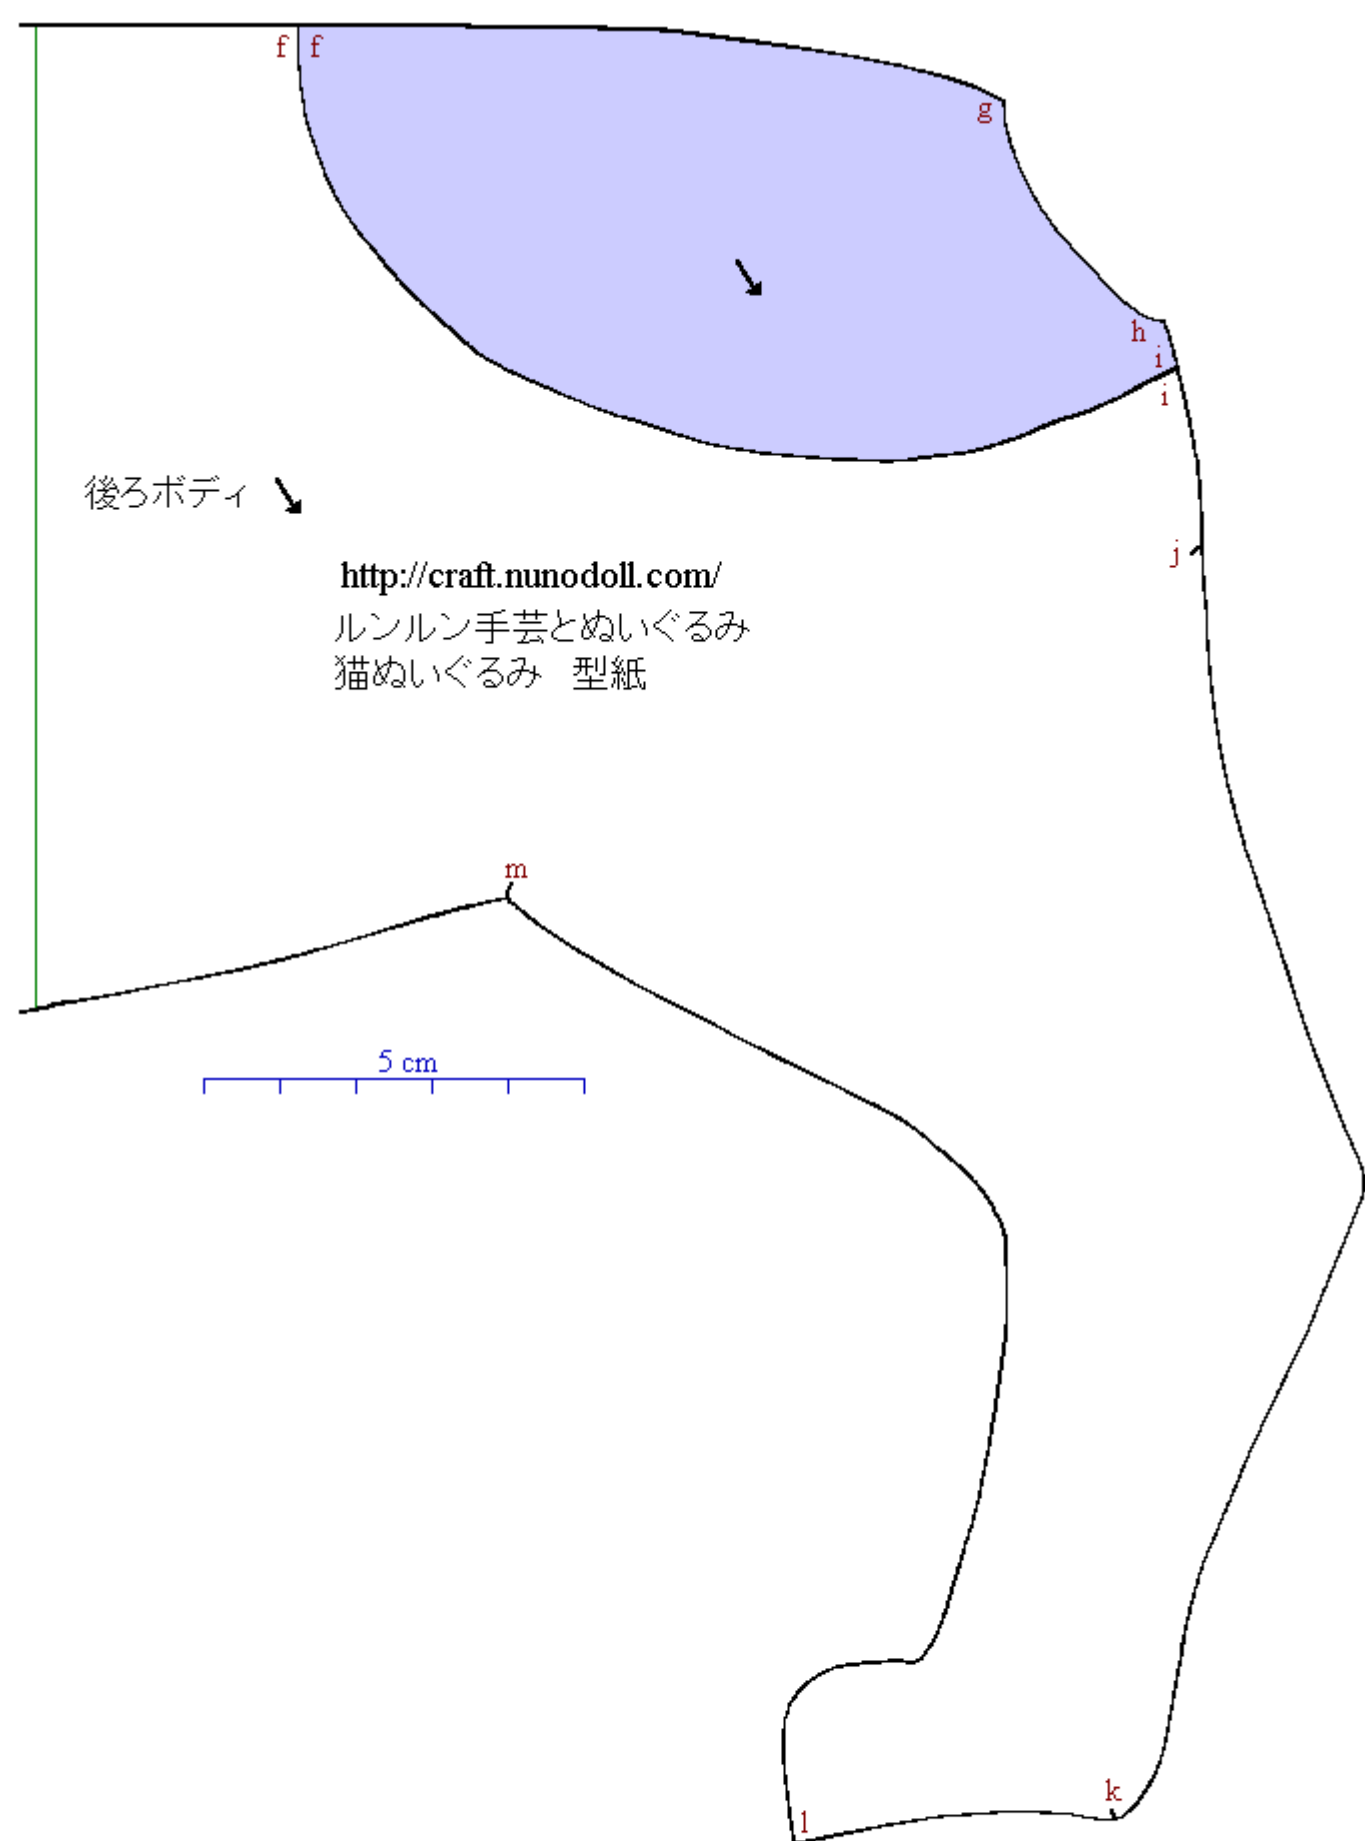 f f
g
h
i
i
後ろボディ
j
http://craft.nunodoll.com/
ルンルン手芸とぬいぐるみ
猫ぬいぐるみ 型紙
m
5 cm
k
l